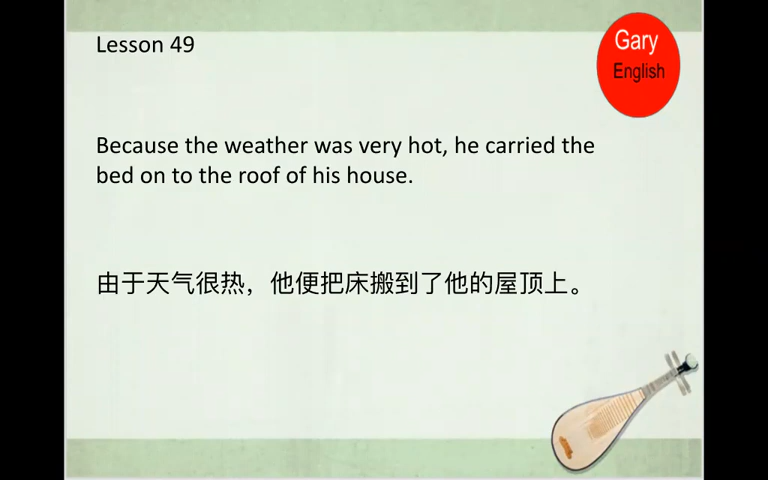 Lesson 49
Gary
English
Because the weather was very hot, he carried the
bed on to the roof of his house.
由于天气很热，他便把床搬到了他的屋顶上。